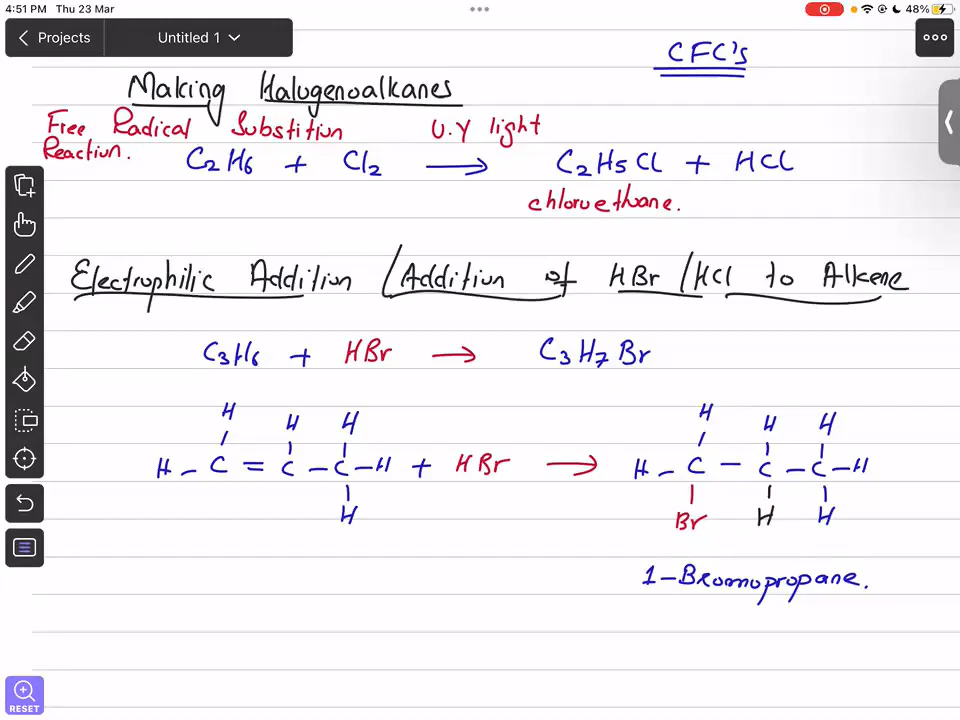 4:51 PM Thu 23 Mar
48%
Projects
Untitled 1
CFC's
Making Halogenoalkanes
Free Radical Substitiun U.V light
Reaction.
C2H6 + Cl2 → C2H5Cl + HCl
chloroethane.
Electrophilic Addition / Addition of HBr / HCl to Alkene
C3H6 + HBr → C3H7Br
H H H H H H
H - C = C - C - H + HBr → H - C - C - C - H
H Br H H
1-Bromopropane.
RESET